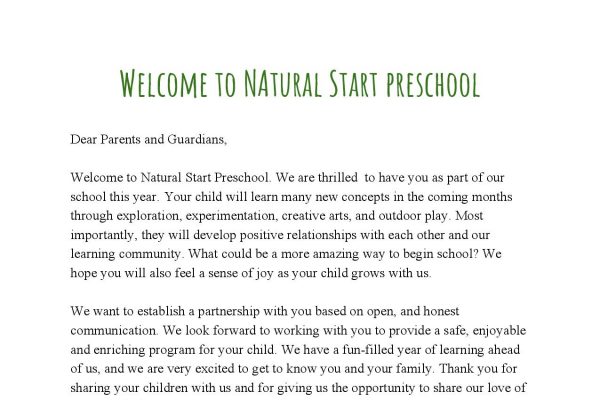 Welcome to NAtural Start preschool
Dear Parents and Guardians,
Welcome to Natural Start Preschool. We are thrilled  to have you as part of our
school this year. Your child will learn many new concepts in the coming months
through exploration, experimentation, creative arts, and outdoor play. Most
importantly, they will develop positive relationships with each other and our
learning community. What could be a more amazing way to begin school? We
hope you will also feel a sense of joy as your child grows with us.
We want to establish a partnership with you based on open, and honest
communication. We look forward to working with you to provide a safe, enjoyable
and enriching program for your child. We have a fun-filled year of learning ahead
of us, and we are very excited to get to know you and your family. Thank you for
sharing your children with us and for giving us the opportunity to share our love of